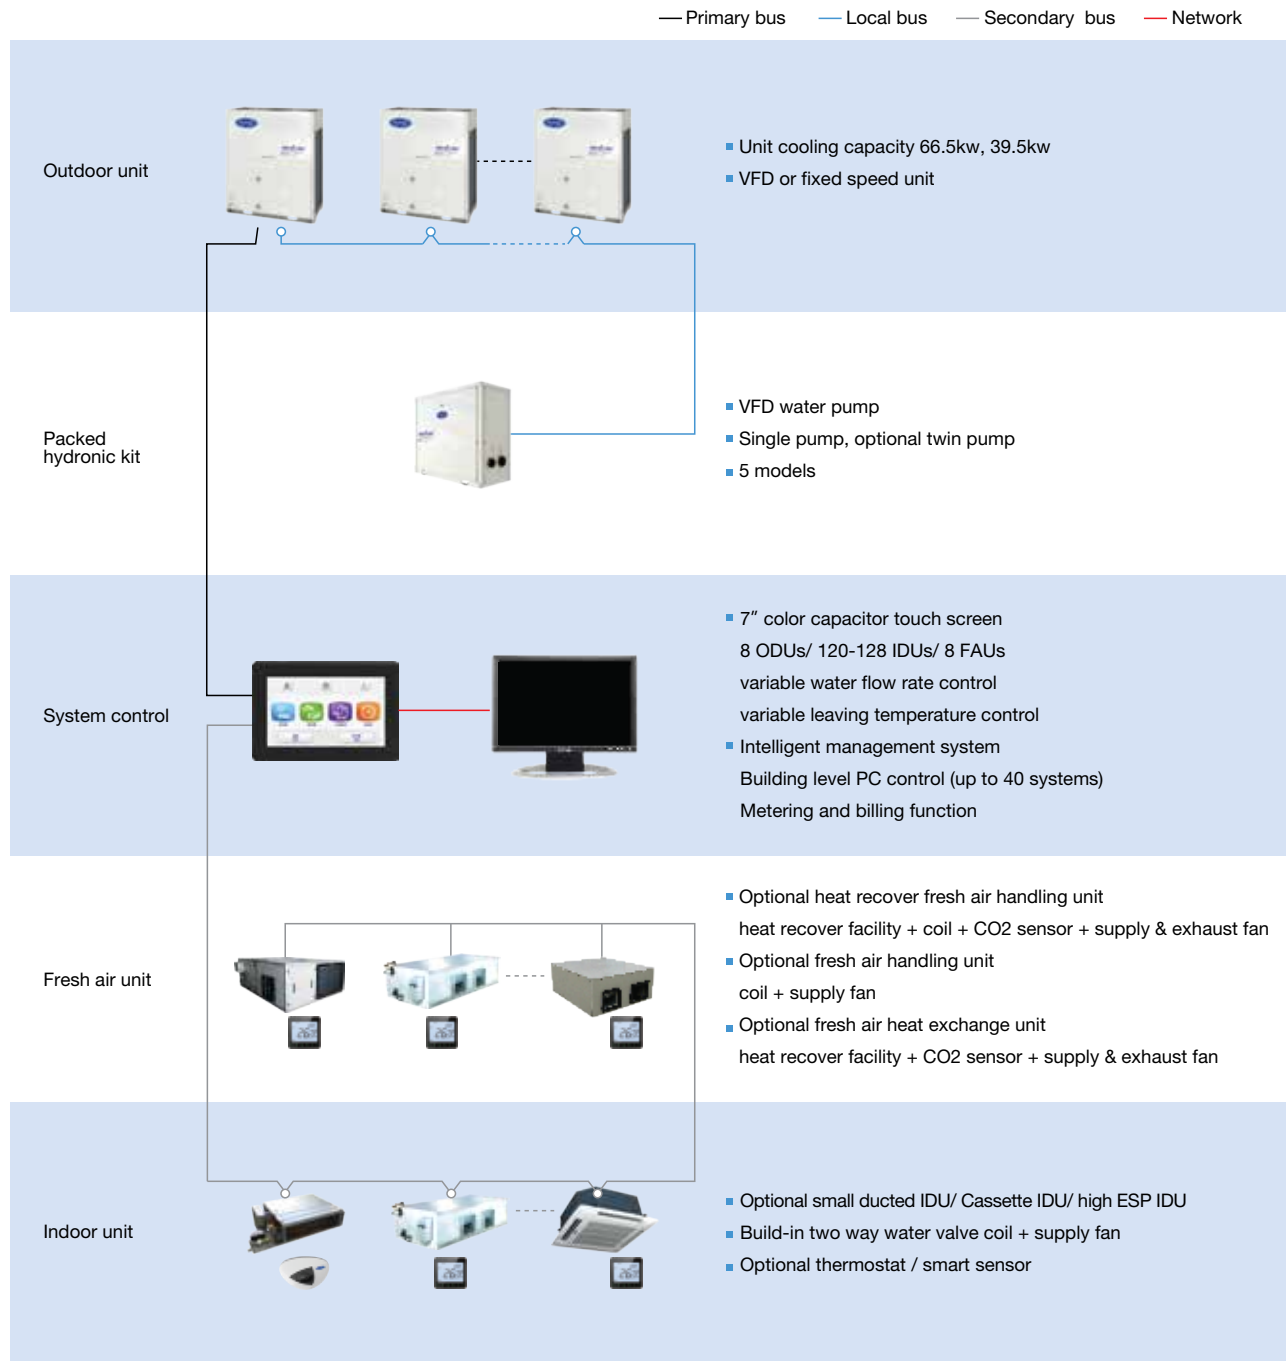 Primary bus
Local bus
Secondary bus
Network
Outdoor unit
Unit cooling capacity 66.5kw, 39.5kw
VFD or fixed speed unit
Packed
hydronic kit
VFD water pump
Single pump, optional twin pump
5 models
System control
7" color capacitor touch screen
8 ODUs/ 120-128 IDUs/ 8 FAUs
variable water flow rate control
variable leaving temperature control
Intelligent management system
Building level PC control (up to 40 systems)
Metering and billing function
Fresh air unit
Optional heat recover fresh air handling unit
heat recover facility + coil + CO2 sensor + supply & exhaust fan
Optional fresh air handling unit
coil + supply fan
Optional fresh air heat exchange unit
heat recover facility + CO2 sensor + supply & exhaust fan
Indoor unit
Optional small ducted IDU/ Cassette IDU/ high ESP IDU
Build-in two way water valve coil + supply fan
Optional thermostat / smart sensor